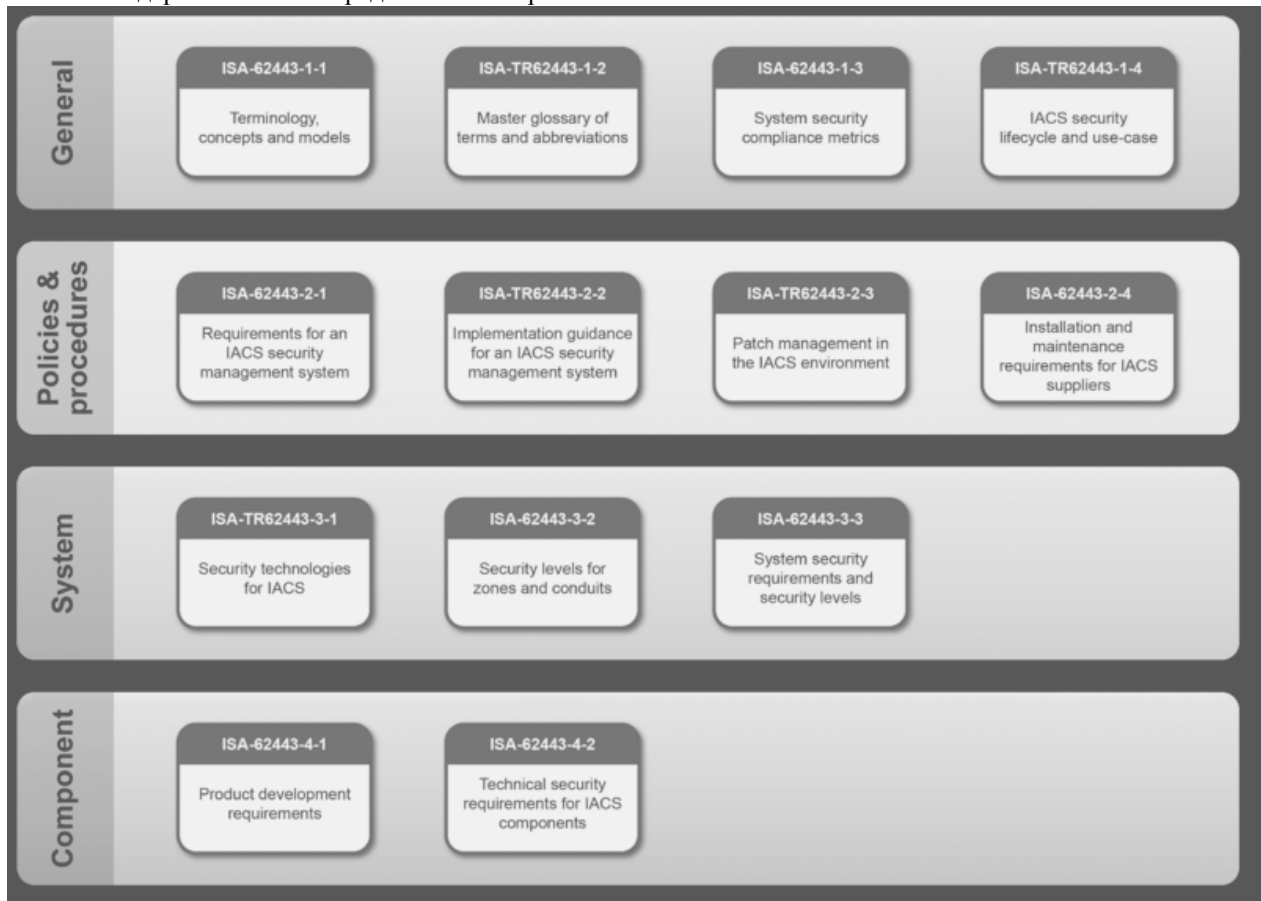 General
ISA-62443-1-1
Terminology,
concepts and models
ISA-TR62443-1-2
Master glossary of
terms and abbreviations
ISA-62443-1-3
System security
compliance metrics
ISA-TR62443-1-4
IACS security
lifecycle and use-case
Policies &
procedures
ISA-62443-2-1
Requirements for an
IACS security
management system
ISA-TR62443-2-2
Implementation guidance
for an IACS security
management system
ISA-TR62443-2-3
Patch management in
the IACS environment
ISA-62443-2-4
Installation and
maintenance
requirements for IACS
suppliers
System
ISA-TR62443-3-1
Security technologies
for IACS
ISA-62443-3-2
Security levels for
zones and conduits
ISA-62443-3-3
System security
requirements and
security levels
Component
ISA-62443-4-1
Product development
requirements
ISA-62443-4-2
Technical security
requirements for IACS
components